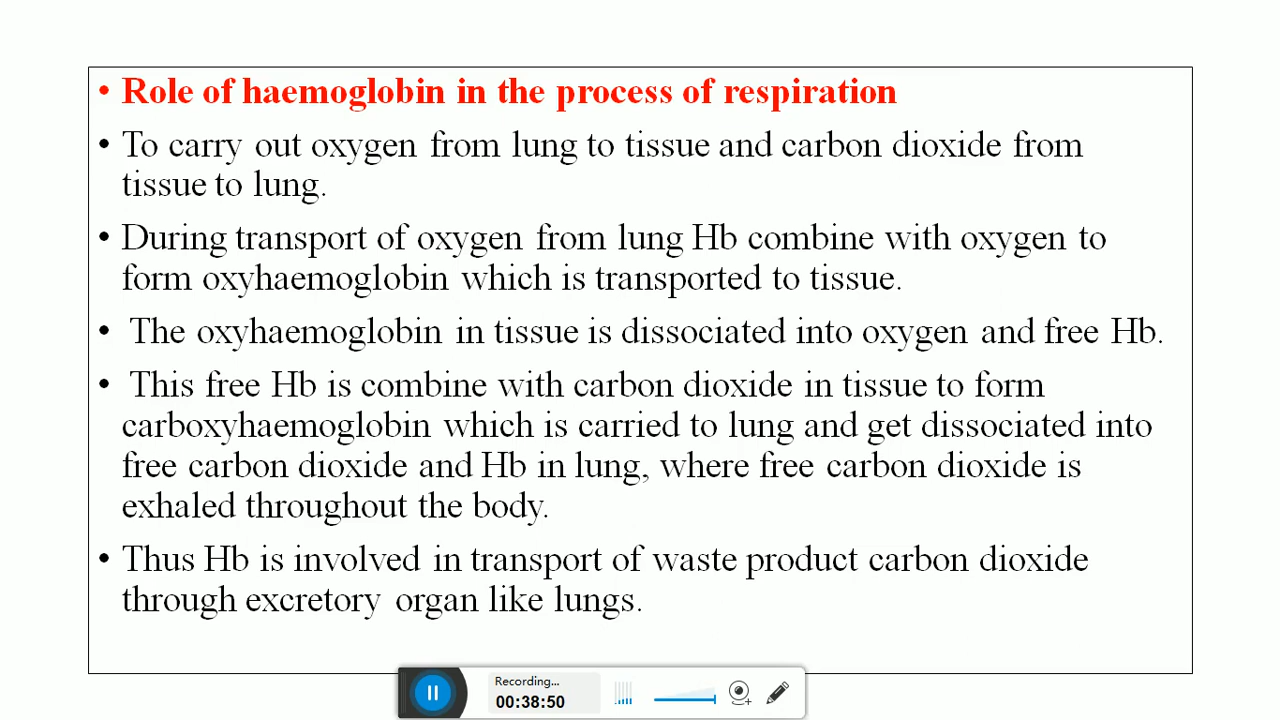 • Role of haemoglobin in the process of respiration
• To carry out oxygen from lung to tissue and carbon dioxide from
tissue to lung.
• During transport of oxygen from lung Hb combine with oxygen to
form oxyhaemoglobin which is transported to tissue.
• The oxyhaemoglobin in tissue is dissociated into oxygen and free Hb.
• This free Hb is combine with carbon dioxide in tissue to form
carboxyhaemoglobin which is carried to lung and get dissociated into
free carbon dioxide and Hb in lung, where free carbon dioxide is
exhaled throughout the body.
• Thus Hb is involved in transport of waste product carbon dioxide
through excretory organ like lungs.
Recording...
00:38:50